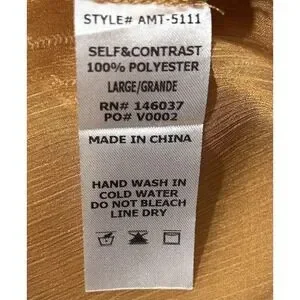 STYLE# AMT-5111
SELF&CONTRAST
100% POLYESTER
LARGE/GRANDE
RN# 146037
PO# V0002
MADE IN CHINA
HAND WASH IN
COLD WATER
DO NOT BLEACH
LINE DRY